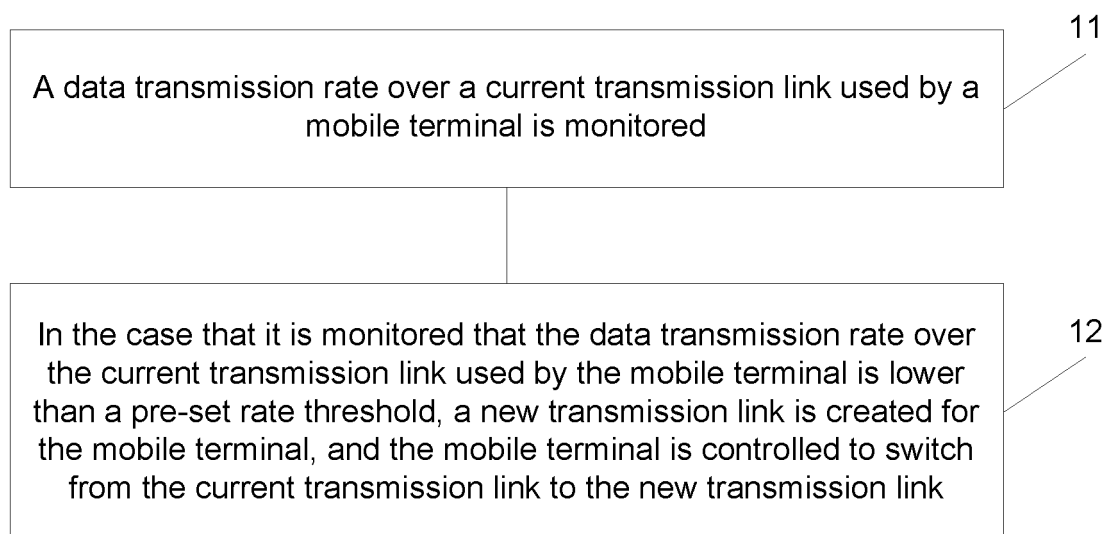 11
A data transmission rate over a current transmission link used by a
mobile terminal is monitored
12
In the case that it is monitored that the data transmission rate over
the current transmission link used by the mobile terminal is lower
than a pre-set rate threshold, a new transmission link is created for
the mobile terminal, and the mobile terminal is controlled to switch
from the current transmission link to the new transmission link